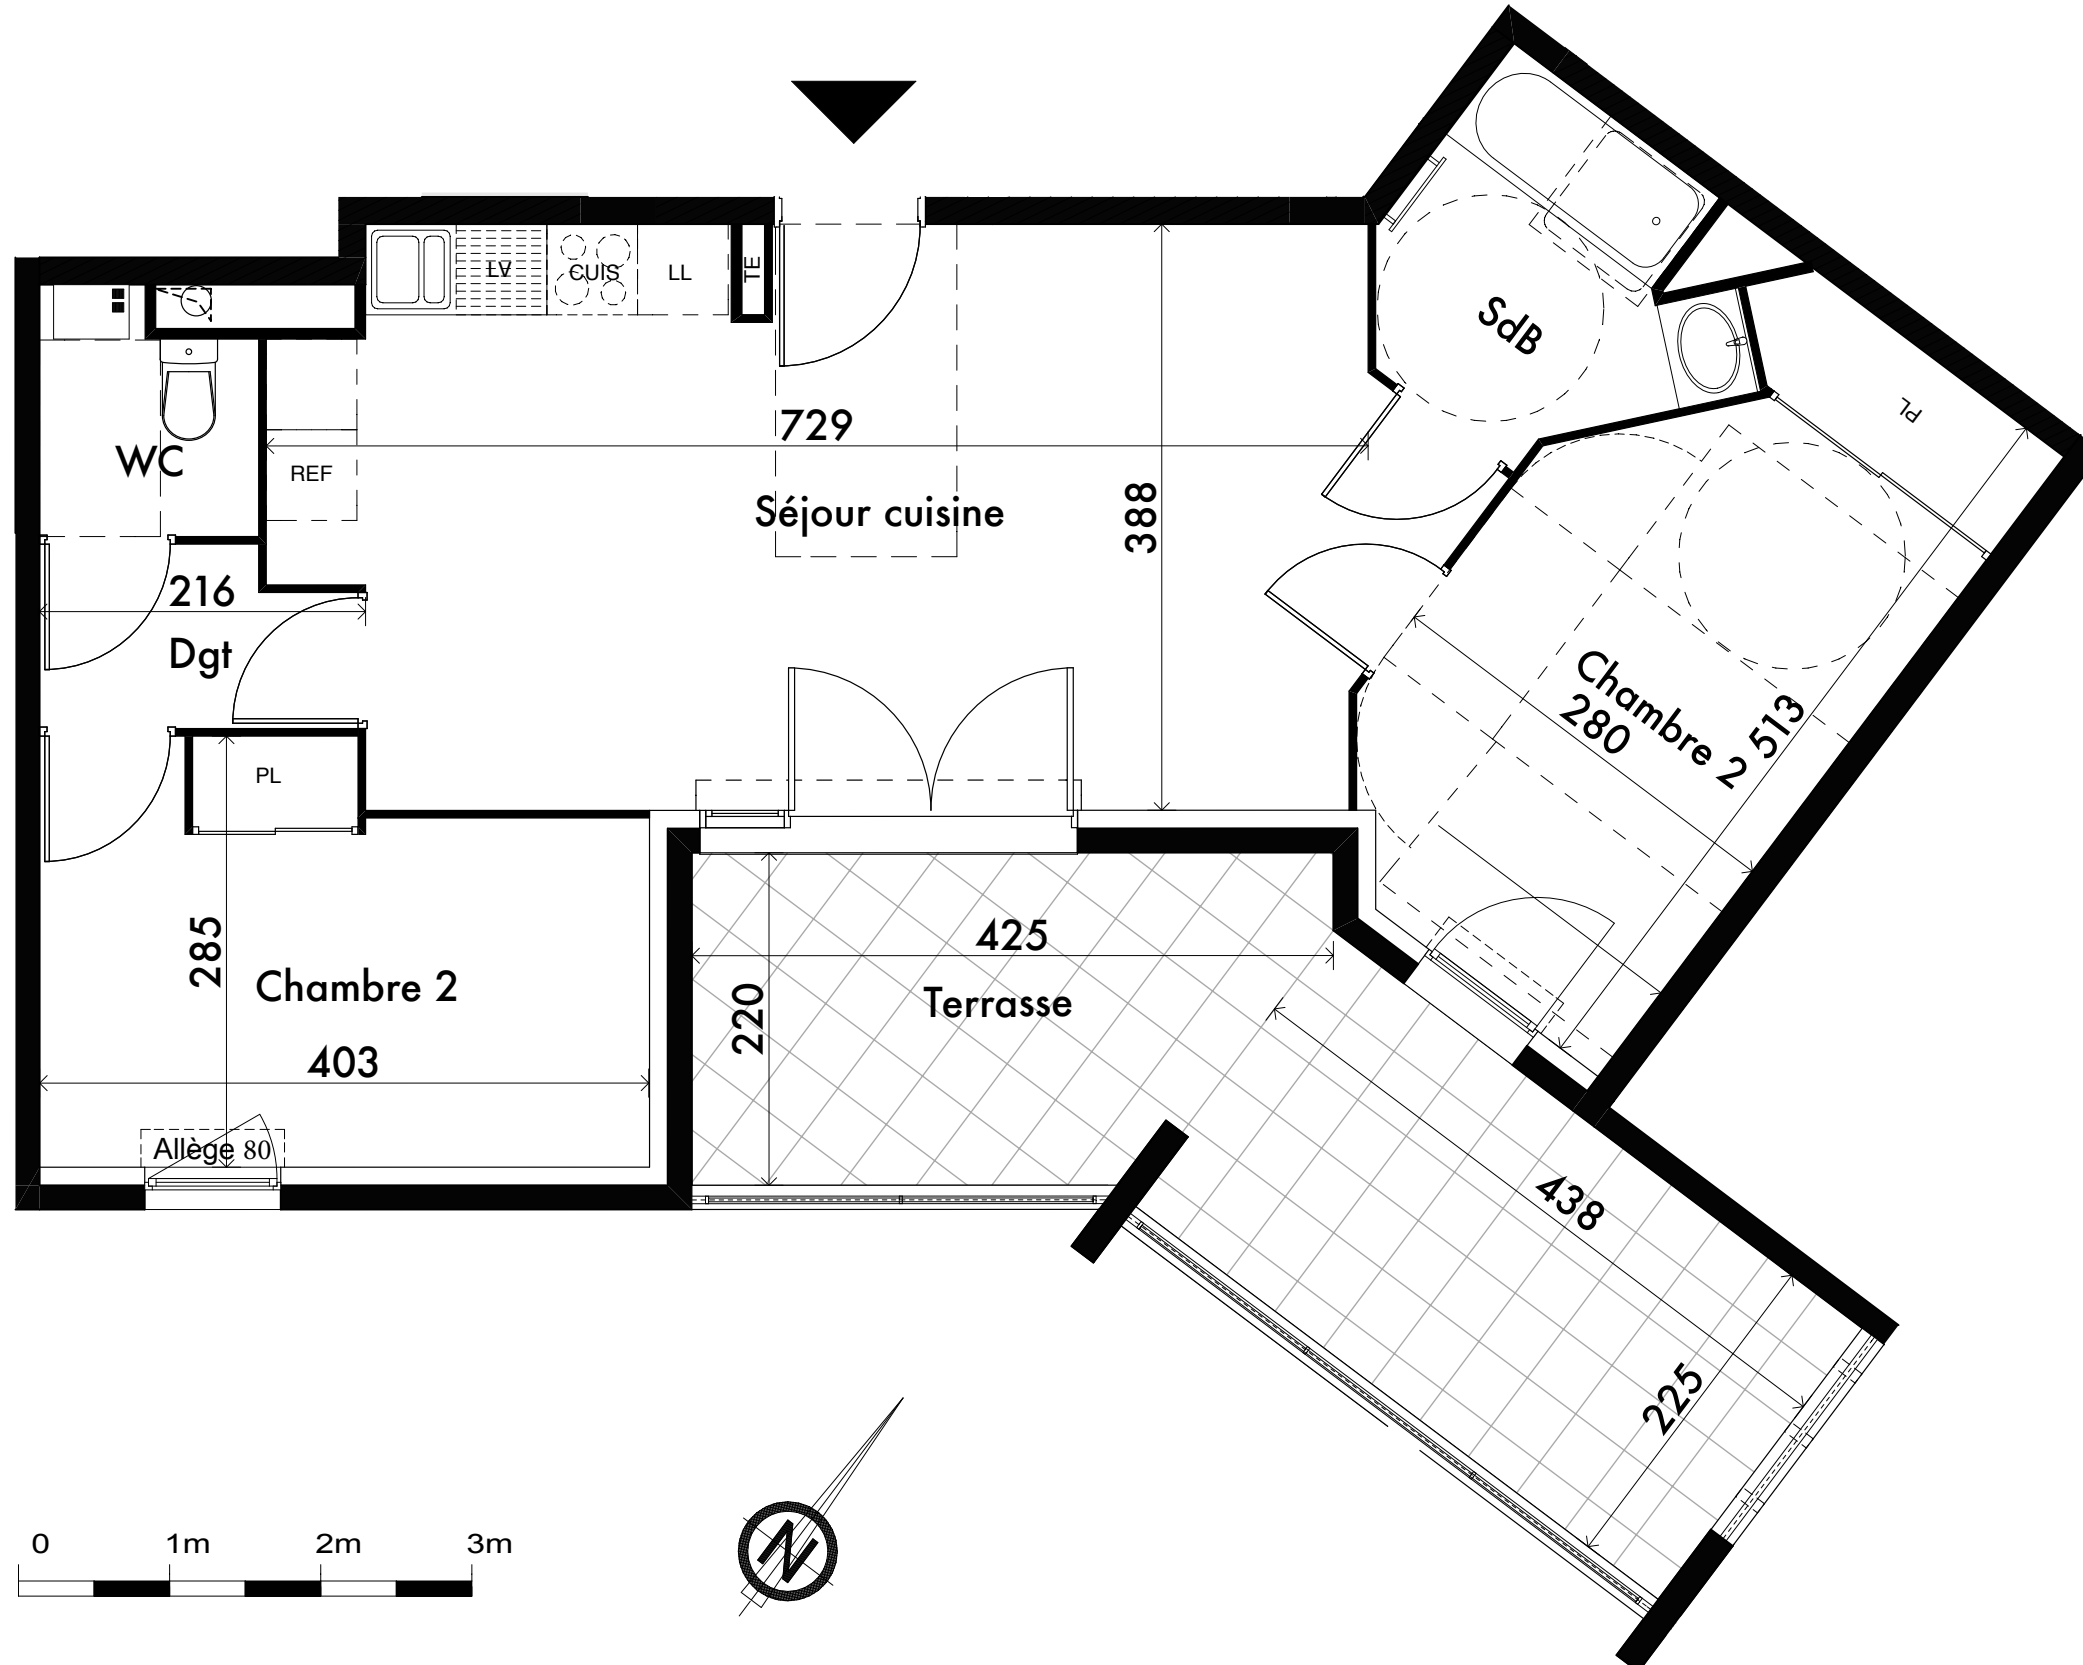 LV
CUIS
LL
TE
SdB
PL
729
WC
REF
Séjour cuisine
388
216
Dgt
Chambre 2
280
513
PL
285
425
Chambre 2
220
Terrasse
403
Allège 80
438
225
0 1m 2m 3m
N